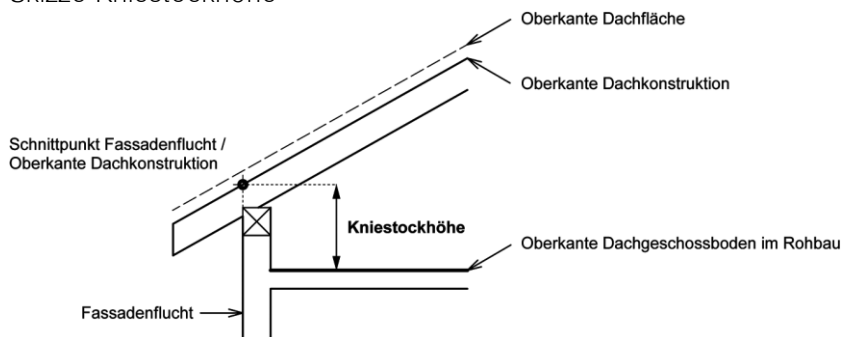 Skizze Kniestockhöhe
Oberkante Dachfläche
Oberkante Dachkonstruktion
Schnittpunkt Fassadenflucht /
Oberkante Dachkonstruktion
Kniestockhöhe
Oberkante Dachgeschossboden im Rohbau
Fassadenflucht